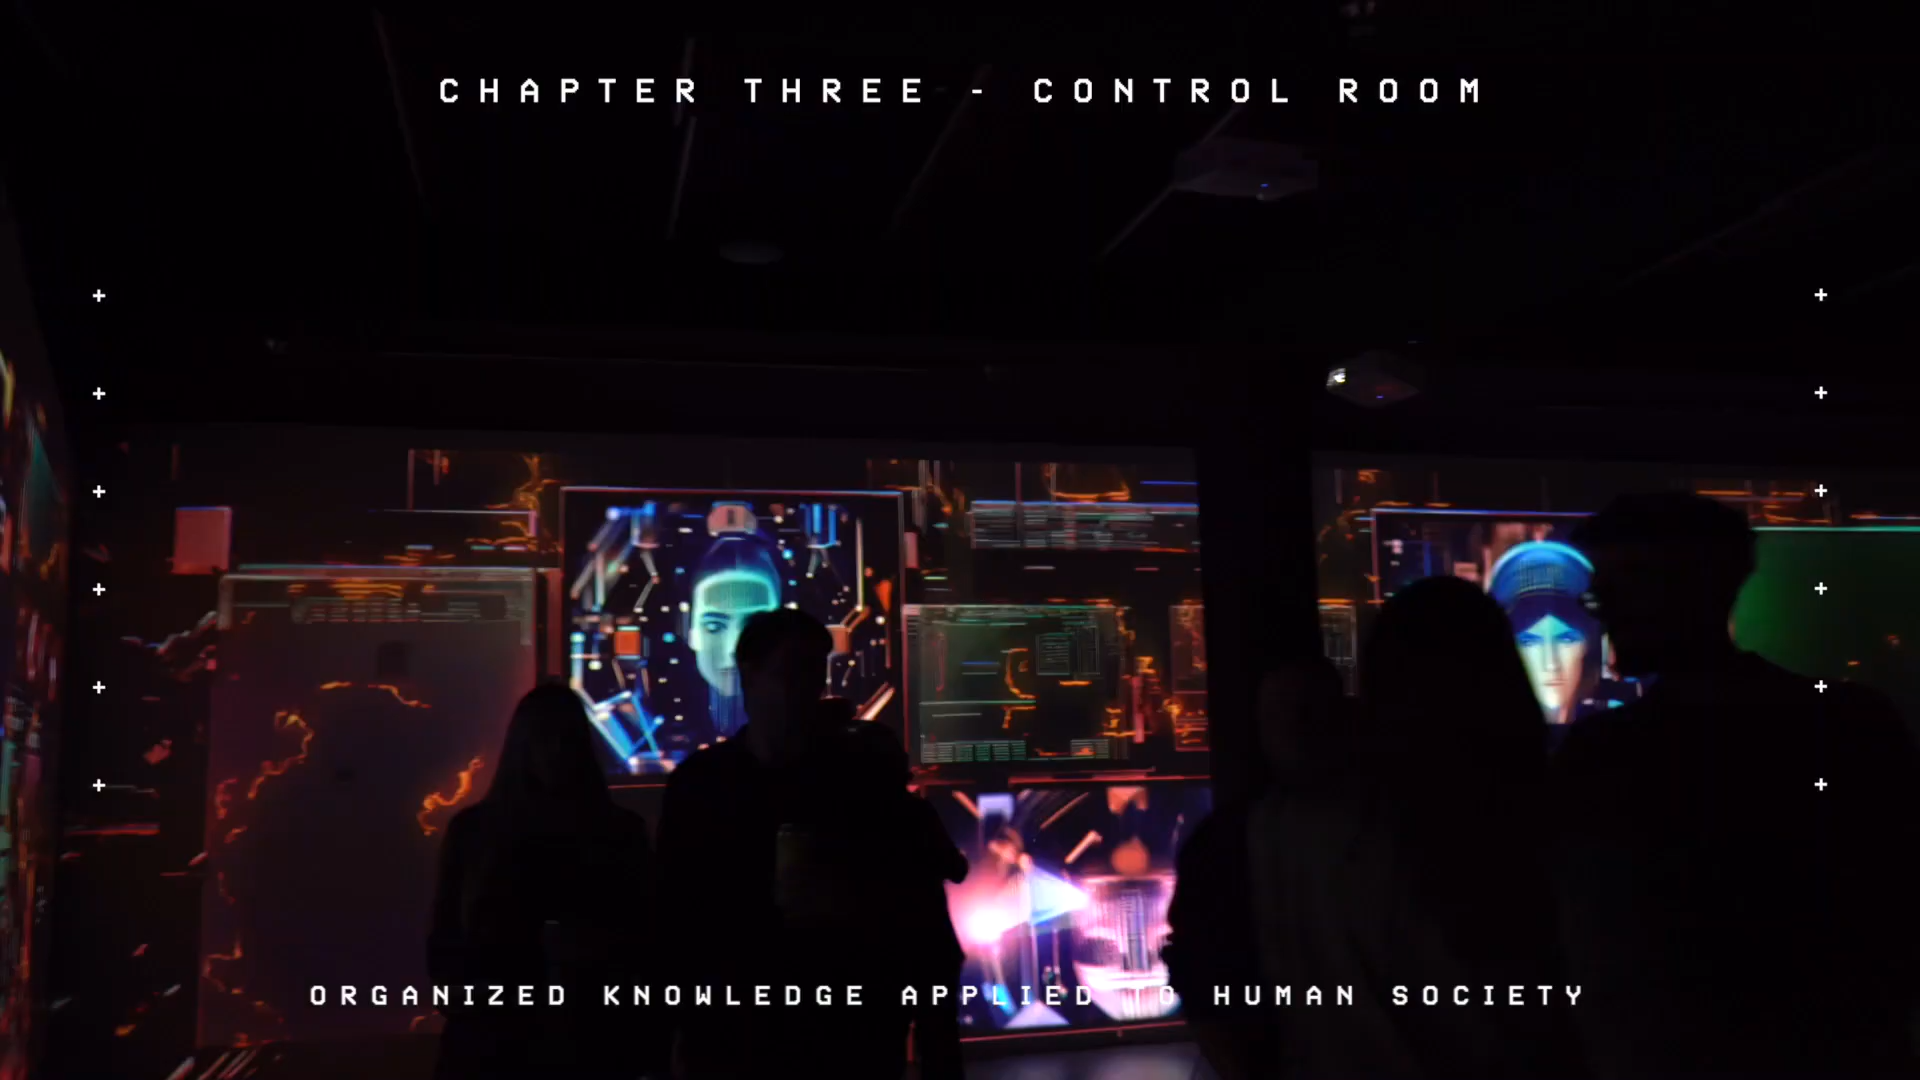 CHAPTER THREE - CONTROL ROOM
ORGANIZED KNOWLEDGE APPLIED TO HUMAN SOCIETY